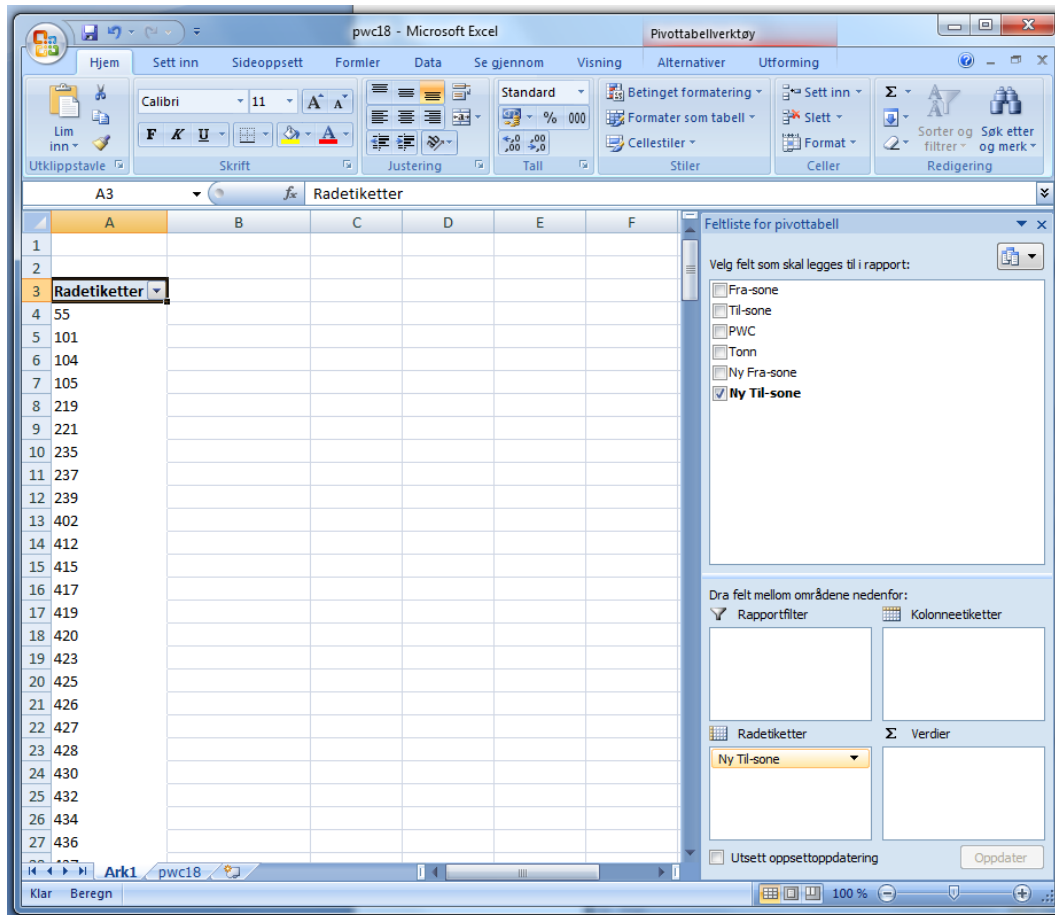 pwc18 - Microsoft Excel
Pivottabellverktøy
Hjem Sett inn Sideoppsett Formler Data Se gjennom Visning Alternativer Utforming
Lim inn
Utklippstavle
Calibri 11
F K U
Skrift
Justering
Standard
% 000
Tall
Betinget formatering
Formater som tabell
Cellestiler
Stiler
Sett inn
Slett
Format
Celler
Σ
Sorter og filtrer
Søk etter og merk
Redigering
A3 fx Radetiketter
A B C D E F
1
2
3 Radetiketter
4 55
5 101
6 104
7 105
8 219
9 221
10 235
11 237
12 239
13 402
14 412
15 415
16 417
17 419
18 420
19 423
20 425
21 426
22 427
23 428
24 430
25 432
26 434
27 436
Feltliste for pivottabell
Velg felt som skal legges til i rapport:
Fra-sone
Til-sone
PWC
Tonn
Ny Fra-sone
Ny Til-sone
Dra felt mellom områdene nedenfor:
Rapportfilter Kolonneetiketter
Radetiketter Σ Verdier
Ny Til-sone
Utsett oppsettoppdatering Oppdater
Ark1 pwc18
Klar Beregn 100 %